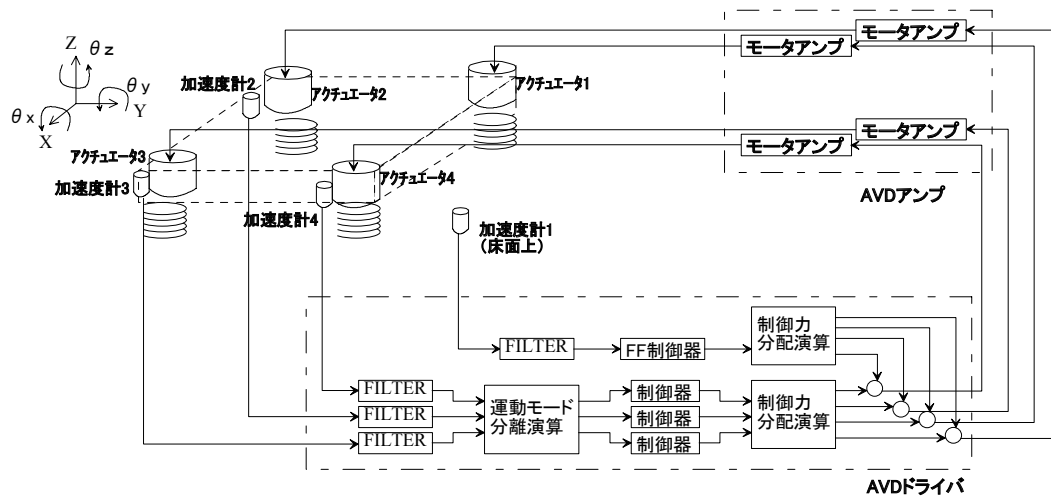 モータアンプ
モータアンプ
Z
θz
加速度計2
アクチュエータ2
アクチュエータ1
θy
Y
θx
X
モータアンプ
モータアンプ
アクチュエータ3
加速度計3
アクチュエータ4
加速度計4
AVDアンプ
加速度計1
(床面上)
FILTER
FF制御器
制御力
分配演算
FILTER
FILTER
FILTER
運動モード
分離演算
制御器
制御器
制御器
制御力
分配演算
AVDドライバ